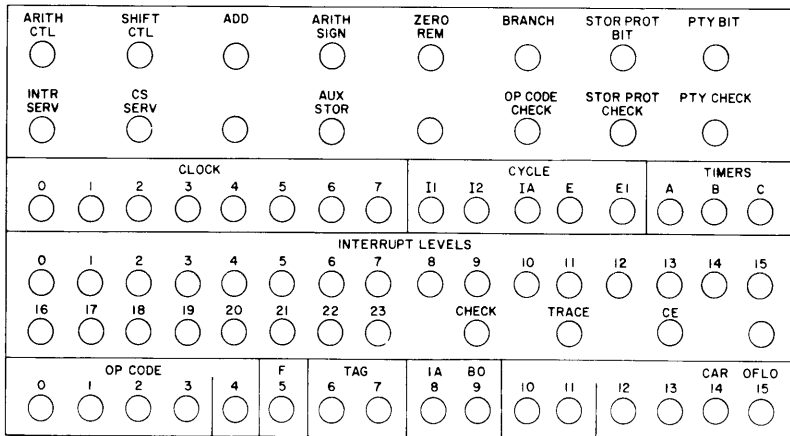 ARITH CTL SHIFT CTL ADD ARITH SIGN ZERO REM BRANCH STOR PROT BIT PTY BIT
INTR SERV CS SERV AUX STOR OP CODE CHECK STOR PROT CHECK PTY CHECK
CLOCK CYCLE TIMERS
0 1 2 3 4 5 6 7 I1 I2 IA E E1 A B C
INTERRUPT LEVELS
0 1 2 3 4 5 6 7 8 9 10 11 12 13 14 15
16 17 18 19 20 21 22 23 CHECK TRACE CE
OP CODE F TAG IA BO CAR OFLO
0 1 2 3 4 5 6 7 8 9 10 11 12 13 14 15